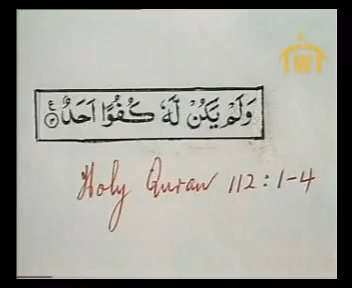 وَلَمْ يَكُنْ لَهٗ كُفُوًا اَحَدٌ
Holy Quran 112:1-4